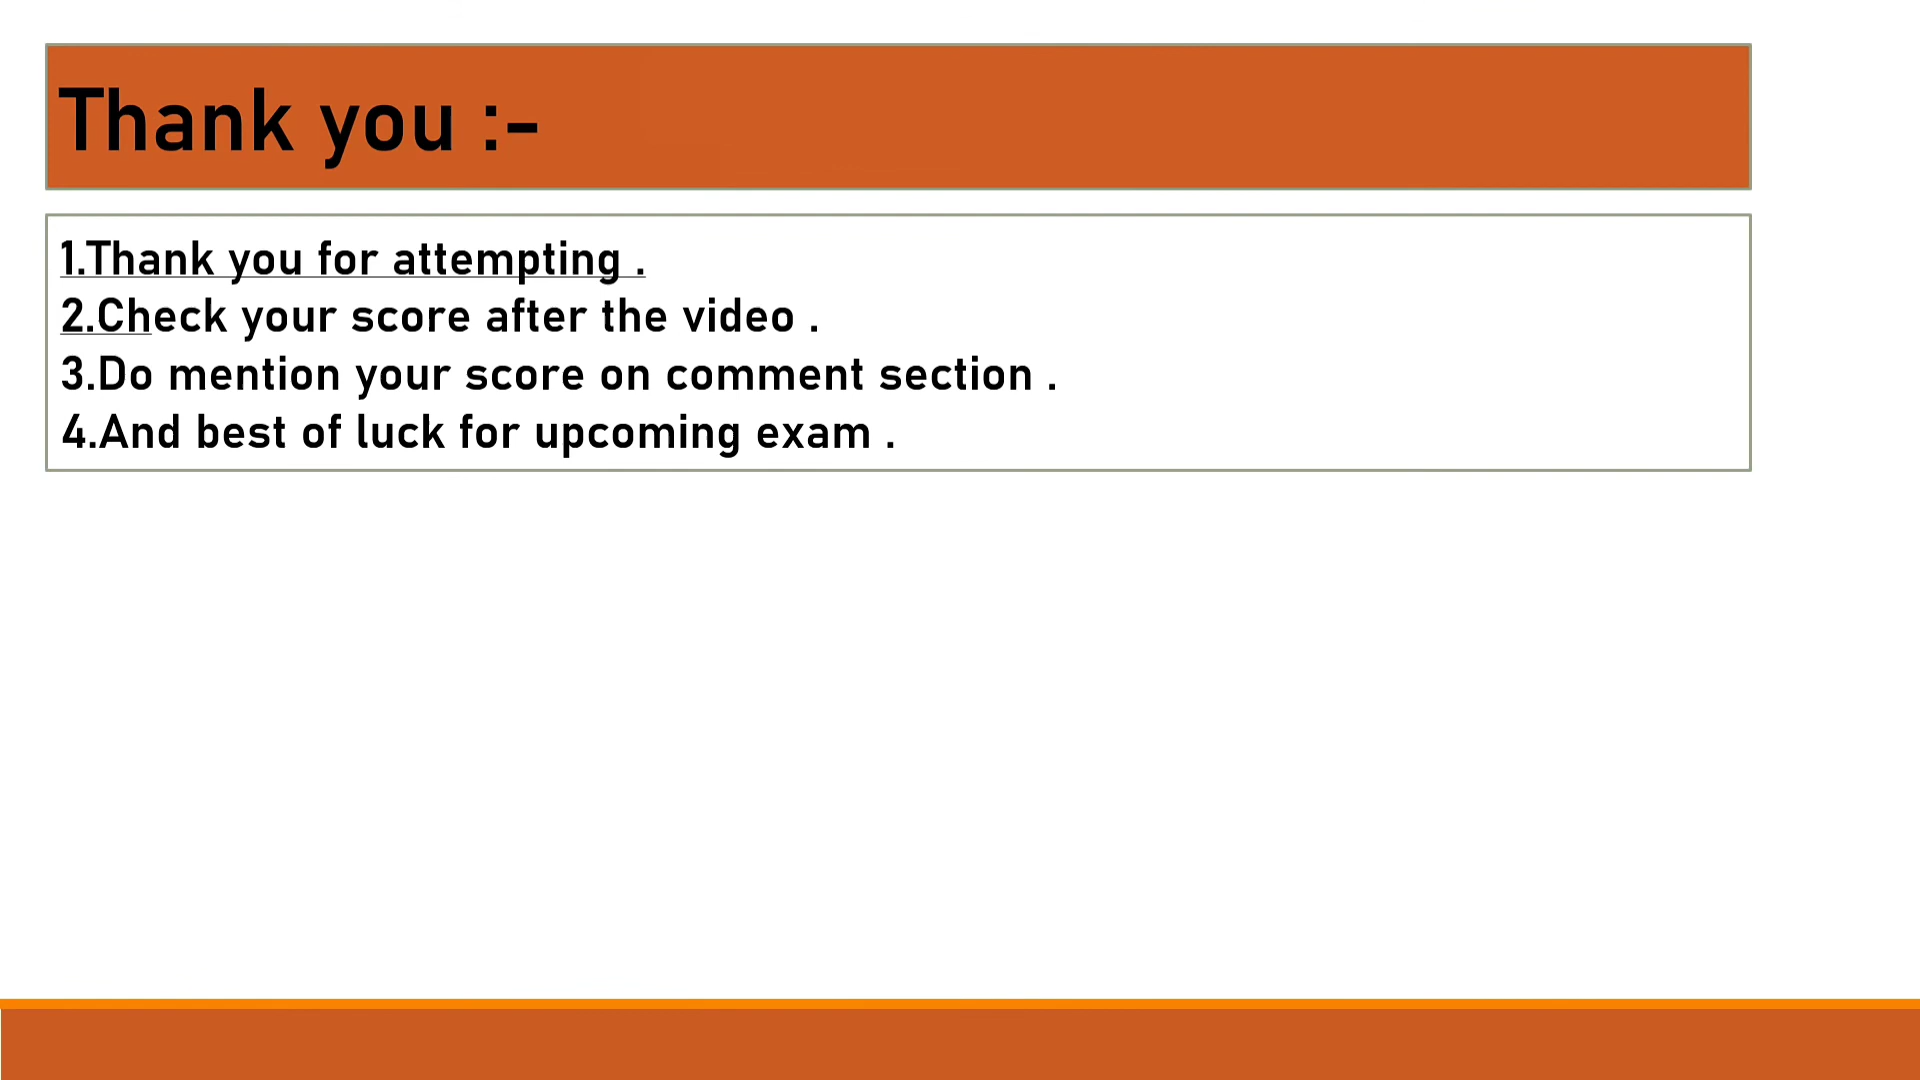 Thank you :-
1.Thank you for attempting .
2.Check your score after the video .
3.Do mention your score on comment section .
4.And best of luck for upcoming exam .